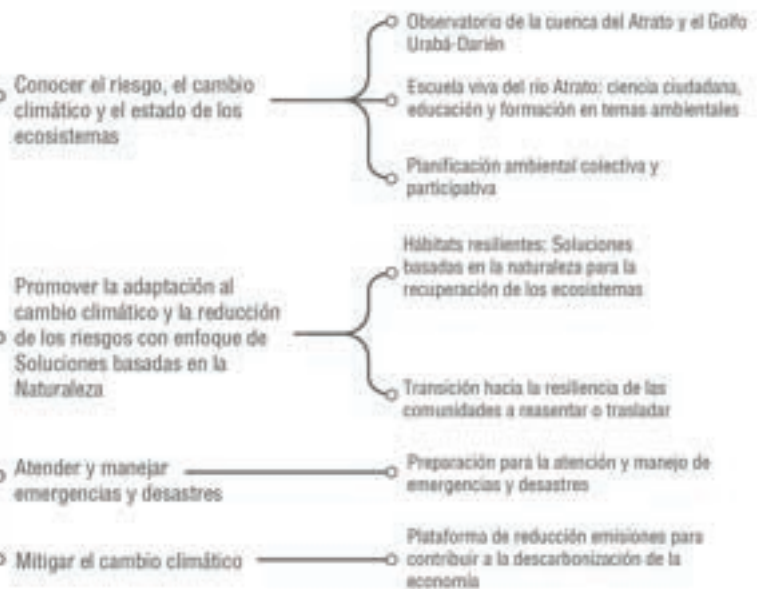 Conocer el riesgo, el cambio
climático y el estado de los
ecosistemas
Observatorio de la cuenca del Atrato y el Golfo
Urabá-Darién
Escuela viva del río Atrato: ciencia ciudadana,
educación y formación en temas ambientales
Planificación ambiental colectiva y
participativa
Promover la adaptación al
cambio climático y la reducción
de los riesgos con enfoque de
Soluciones basadas en la
Naturaleza
Hábitats resilientes: Soluciones
basadas en la naturaleza para la
recuperación de los ecosistemas
Transición hacia la resiliencia de las
comunidades a reasentar o trasladar
Atender y manejar
emergencias y desastres
Preparación para la atención y manejo de
emergencias y desastres
Mitigar el cambio climático
Plataforma de reducción emisiones para
contribuir a la descarbonización de la
economía